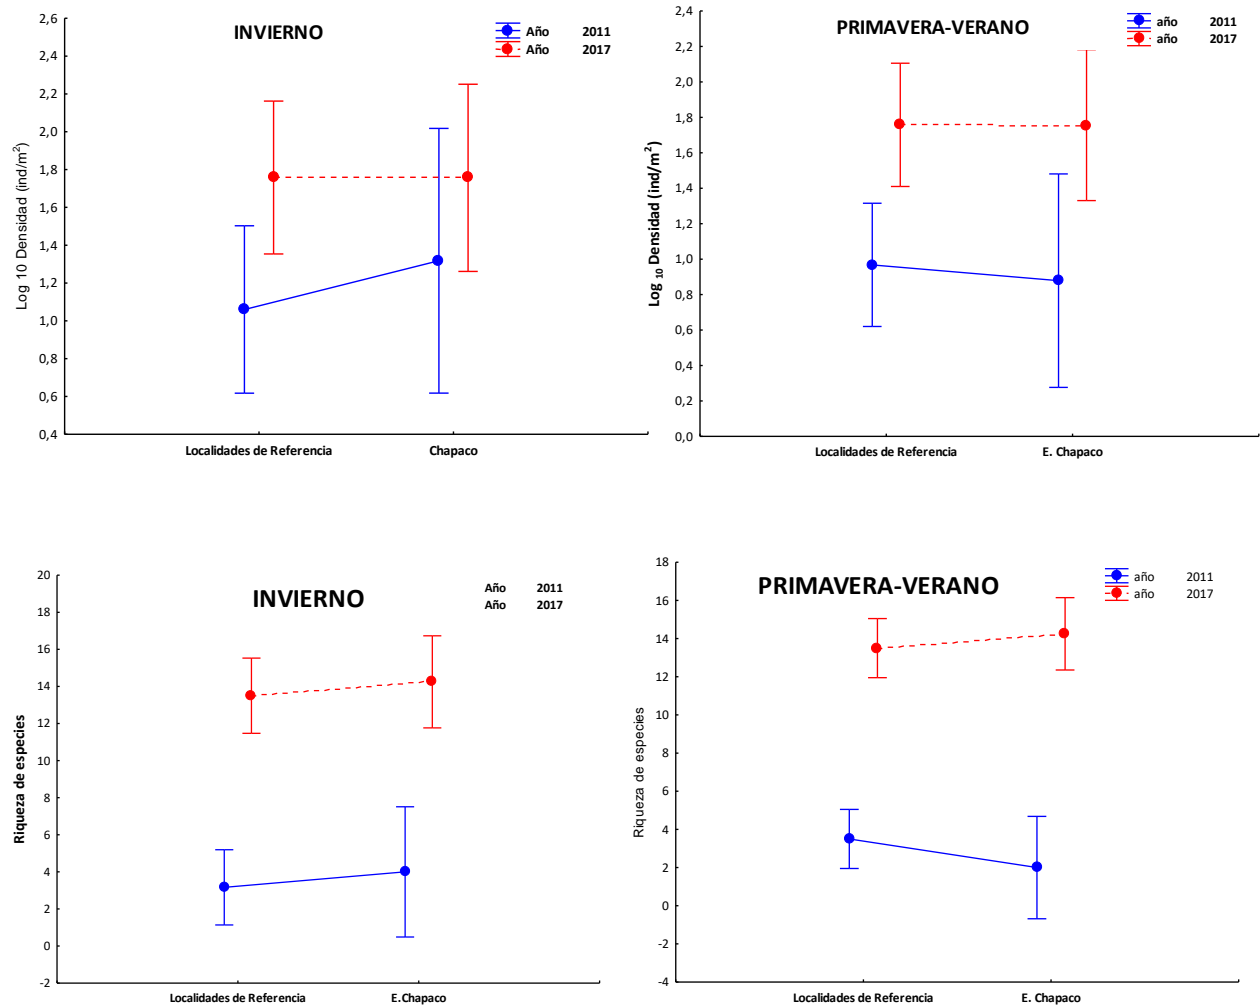 INVIERNO
Año 2011
Año 2017
Log 10 Densidad (ind/m²)
2,6
2,4
2,2
2,0
1,8
1,6
1,4
1,2
1,0
0,8
0,6
0,4
Localidades de Referencia
Chapaco
PRIMAVERA-VERANO
año 2011
año 2017
Log 10 Densidad (ind/m²)
2,4
2,2
2,0
1,8
1,6
1,4
1,2
1,0
0,8
0,6
0,4
0,2
0,0
Localidades de Referencia
E. Chapaco
INVIERNO
Año 2011
Año 2017
Riqueza de especies
20
18
16
14
12
10
8
6
4
2
0
-2
Localidades de Referencia
E.Chapaco
PRIMAVERA-VERANO
año 2011
año 2017
Riqueza de especies
18
16
14
12
10
8
6
4
2
0
-2
-4
Localidades de Referencia
E. Chapaco